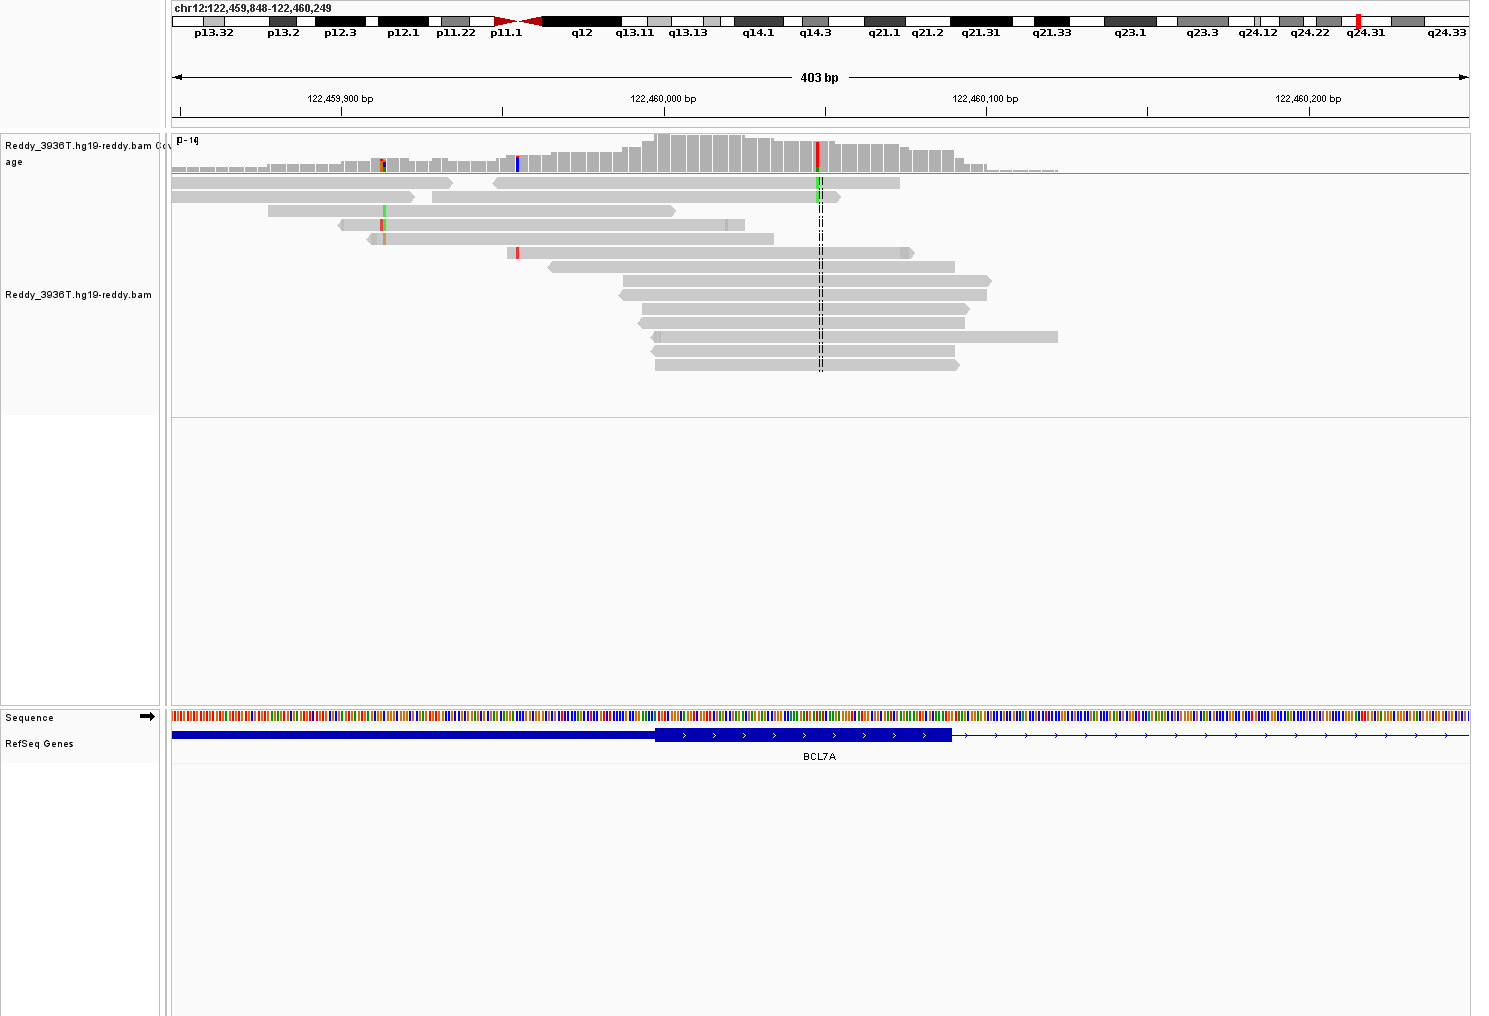 chr12:122,459,848-122,460,249
p13.32 p13.2 p12.3 p12.1 p11.22 p11.1 q12 q13.11 q13.13 q14.1 q14.3 q21.1 q21.2 q21.31 q21.33 q23.1 q23.3 q24.12 q24.22 q24.31 q24.33
403 bp
122,459,900 bp 122,460,000 bp 122,460,100 bp 122,460,200 bp
Reddy_3936T.hg19-reddy.bam Cov
age
Reddy_3936T.hg19-reddy.bam
Sequence
RefSeq Genes
BCL7A